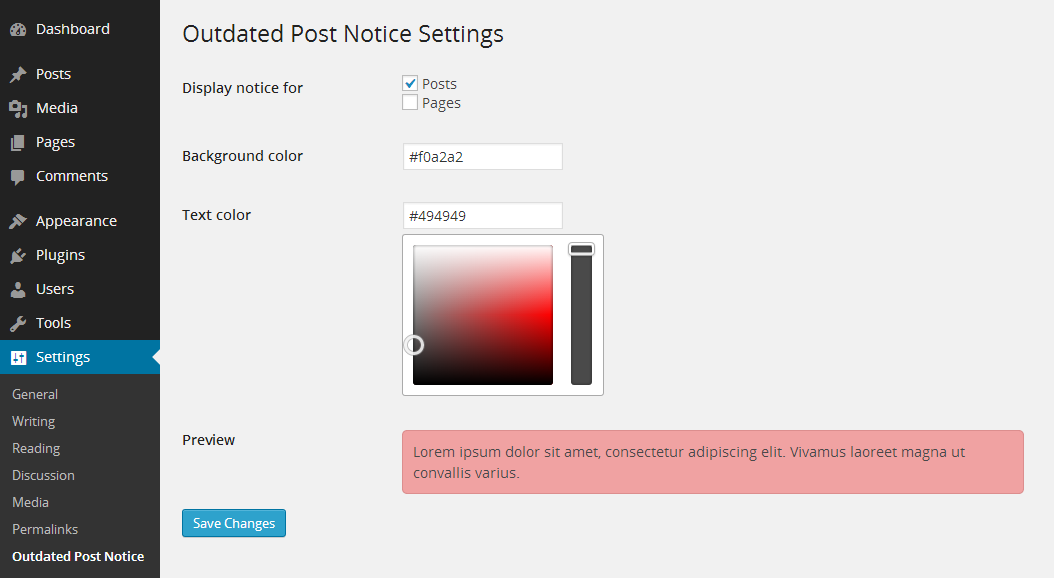 Dashboard
Posts
Media
Pages
Comments
Appearance
Plugins
Users
Tools
Settings
General
Writing
Reading
Discussion
Media
Permalinks
Outdated Post Notice
Outdated Post Notice Settings
Display notice for
Posts
Pages
Background color
#f0a2a2
Text color
#494949
Preview
Lorem ipsum dolor sit amet, consectetur adipiscing elit. Vivamus laoreet magna ut
convallis varius.
Save Changes